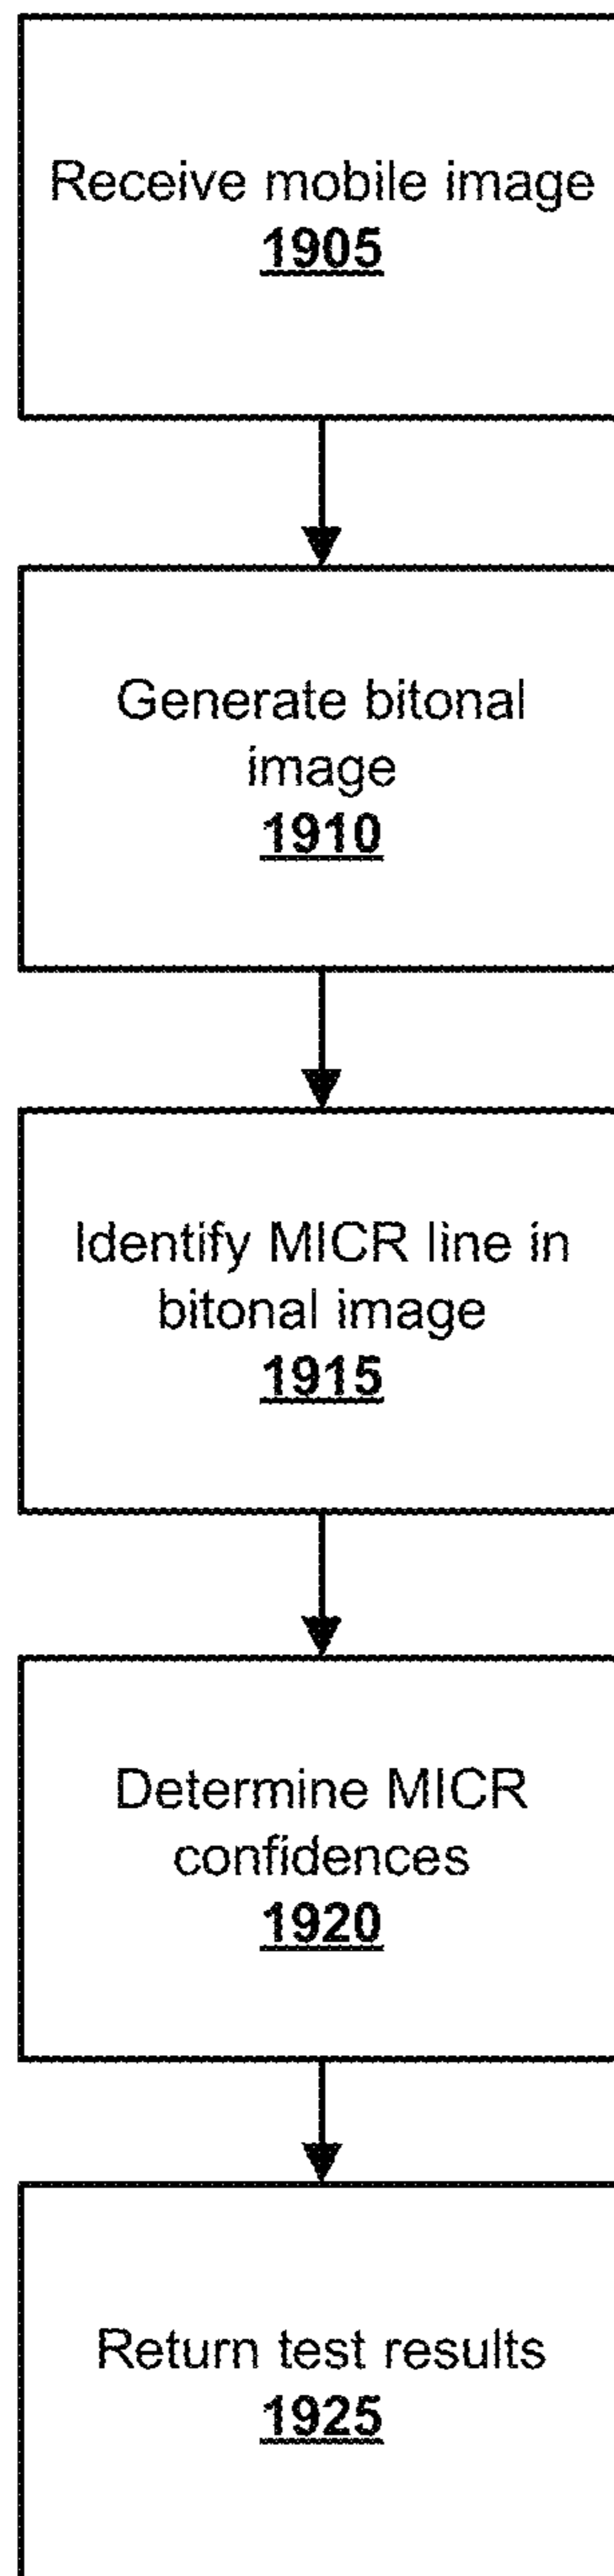 Receive mobile image
1905
Generate bitonal
image
1910
Identify MICR line in
bitonal image
1915
Determine MICR
confidences
1920
Return test results
1925